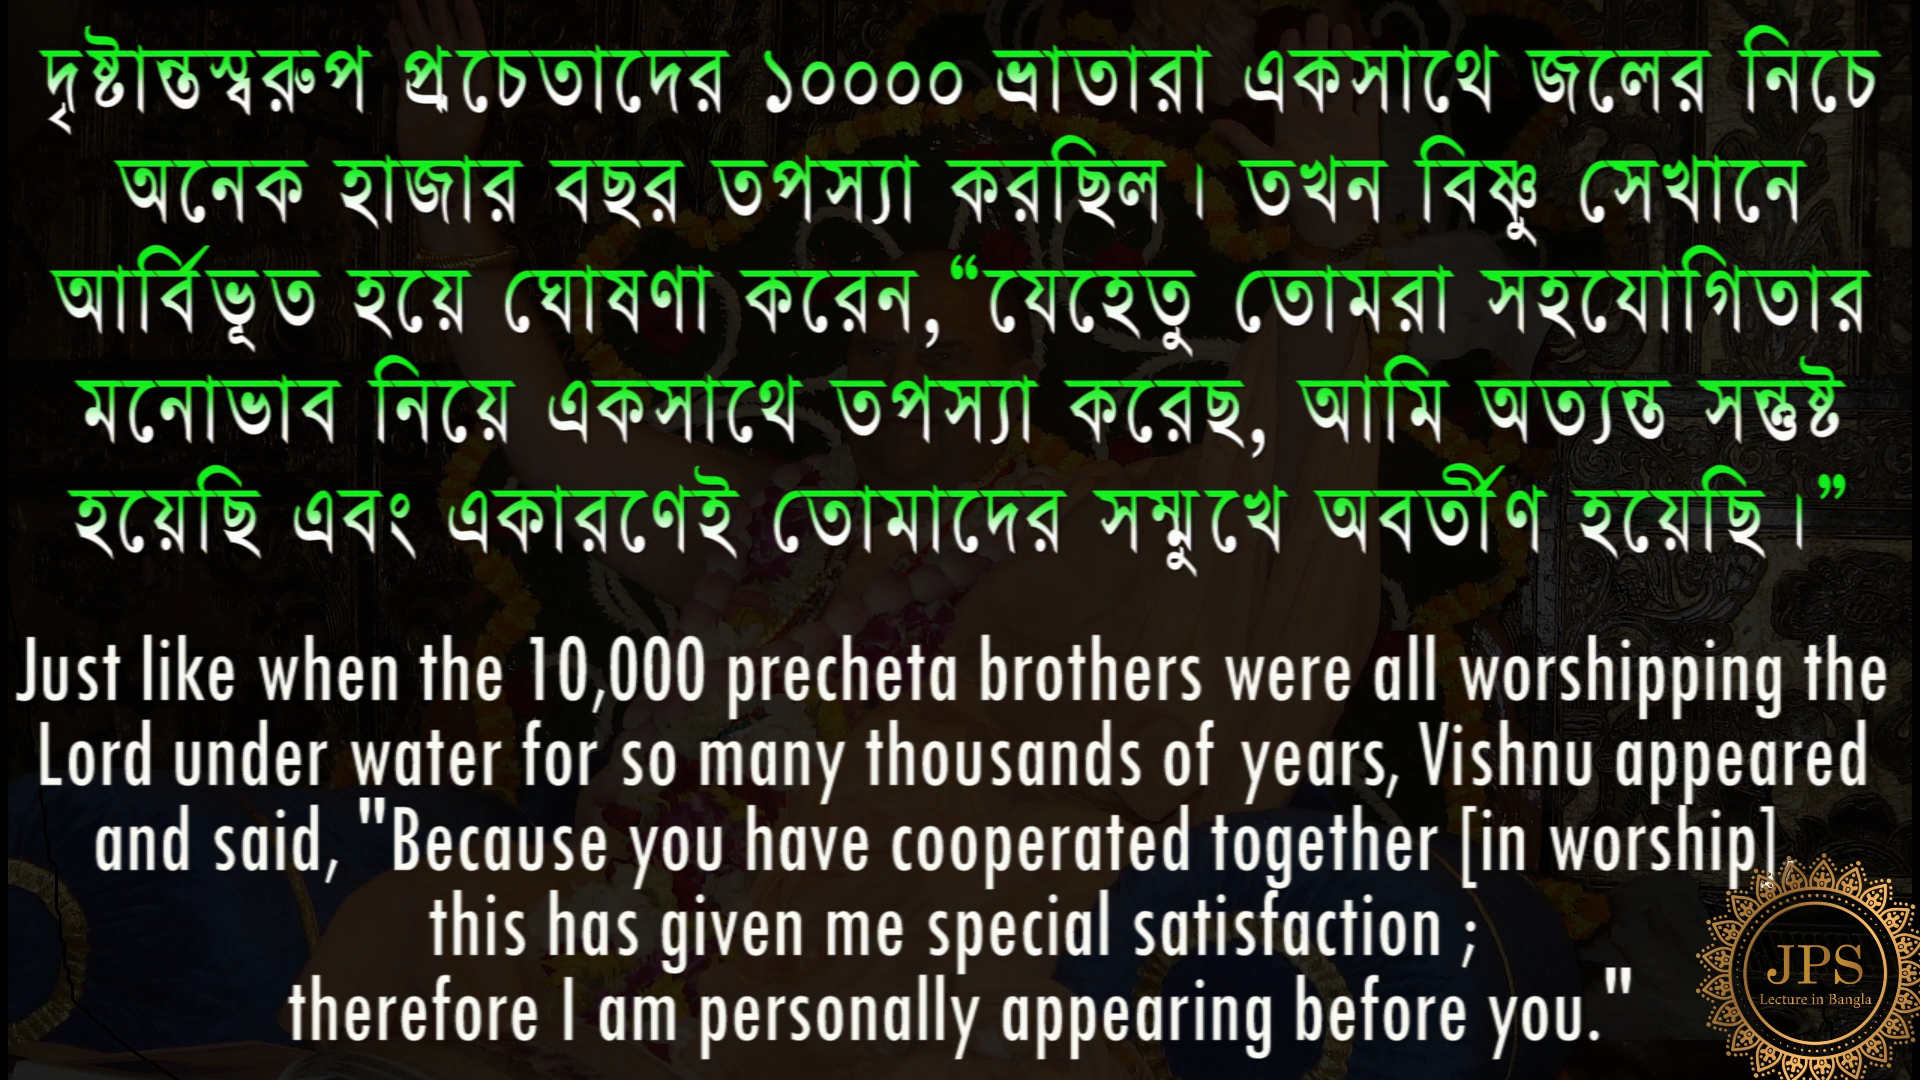 দৃষ্টান্তস্বরুপ প্রচেতাদের ১০০০০ ভ্রাতারা একসাথে জলের নিচে
অনেক হাজার বছর তপস্যা করছিল। তখন বিষ্ণু সেখানে
আর্বিভূত হয়ে ঘোষণা করেন, “যেহেতু তোমরা সহযোগিতার
মনোভাব নিয়ে একসাথে তপস্যা করেছ, আমি অত্যন্ত সন্তুষ্ট
হয়েছি এবং একারণেই তোমাদের সম্মুখে অবর্তীণ হয়েছি।”
Just like when the 10,000 precheta brothers were all worshipping the
Lord under water for so many thousands of years, Vishnu appeared
and said, "Because you have cooperated together [in worship],
this has given me special satisfaction ;
therefore I am personally appearing before you."
JPS
Lecture in Bangla